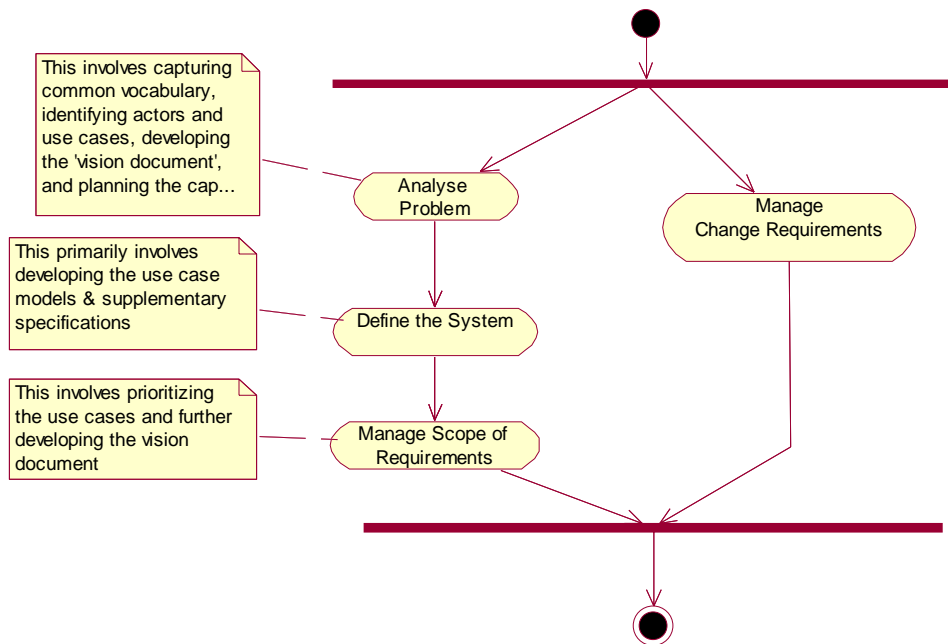 This involves capturing
common vocabulary,
identifying actors and
use cases, developing
the 'vision document',
and planning the cap...
Analyse
Problem
Manage
Change Requirements
This primarily involves
developing the use case
models & supplementary
specifications
Define the System
This involves prioritizing
the use cases and further
developing the vision
document
Manage Scope of
Requirements